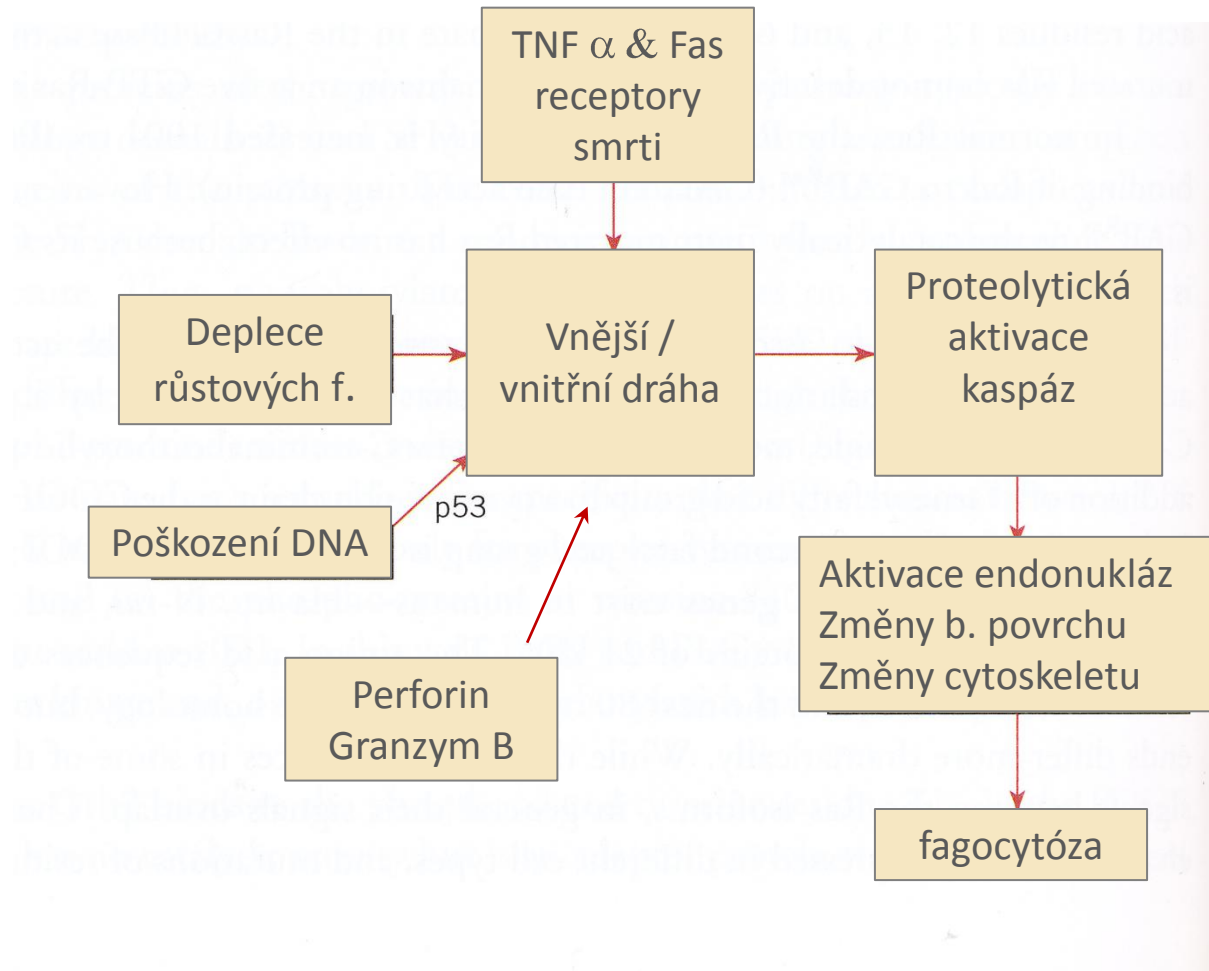 TNF α & Fas
receptory
smrti
Deplece
růstových f.
Vnější /
vnitřní dráha
Proteolytická
aktivace
kaspáz
p53
Poškození DNA
Perforin
Granzym B
Aktivace endonukláz
Změny b. povrchu
Změny cytoskeletu
fagocytóza